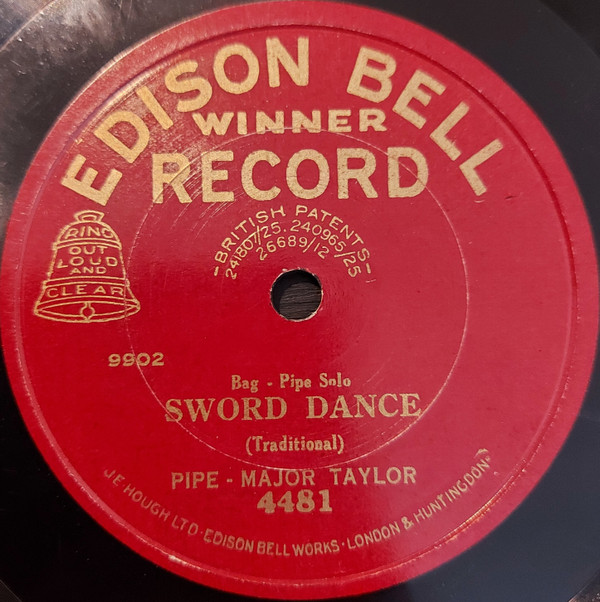 EDISON BELL
WINNER
RECORD
-BRITISH PATENTS-
241807/25. 240965/25
26689/12
RING
OUT
LOUD
AND
CLEAR
9902
Bag - Pipe Solo
SWORD DANCE
(Traditional)
PIPE - MAJOR TAYLOR
4481
J.E. HOUGH LTD · EDISON BELL WORKS · LONDON & HUNTINGDON